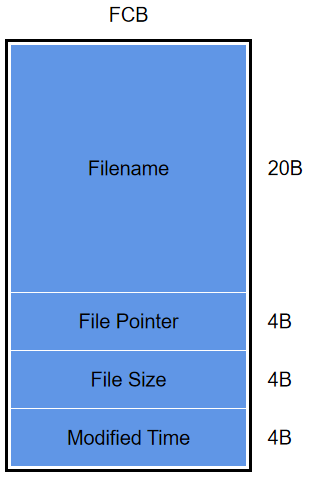 FCB
Filename 20B
File Pointer 4B
File Size 4B
Modified Time 4B